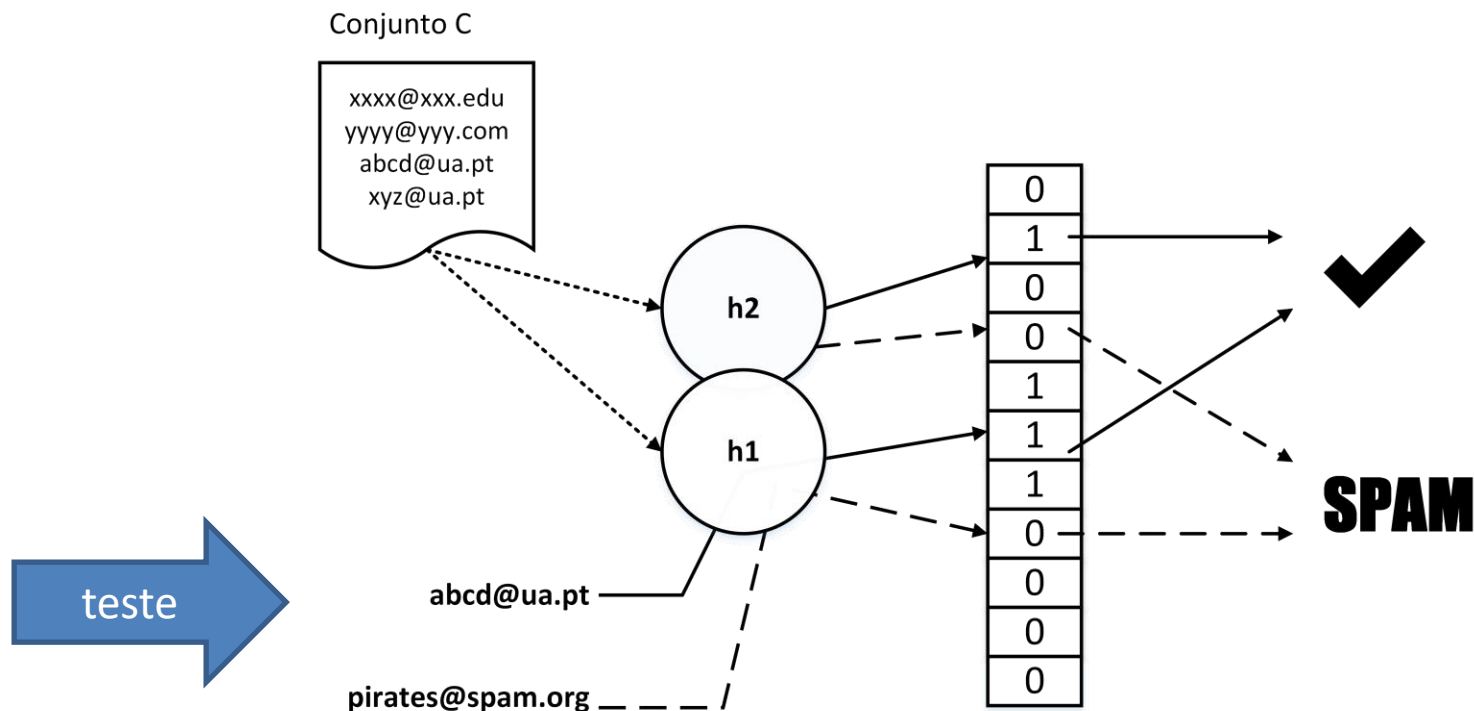 Conjunto C
xxxx@xxx.edu
yyyy@yyy.com
abcd@ua.pt
xyz@ua.pt
h2
h1
0
1
0
0
1
1
1
0
0
0
0
SPAM
teste
abcd@ua.pt
pirates@spam.org